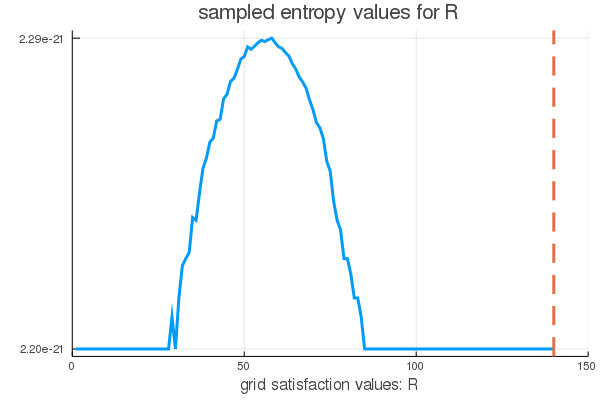 sampled entropy values for R
2.29e-21
2.20e-21
0 50 100 150
grid satisfaction values: R